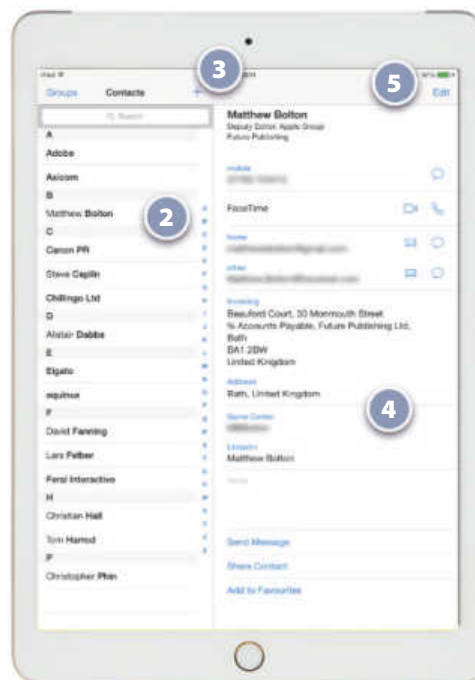 iPad
Groups
Contacts
+
Edit
3
5
Search
A
Adobe
Axicom
B
Matthew Bolton
2
C
Canon PR
Steve Caplin
Chillingo Ltd
D
Alistair Dabbs
E
Elgato
equinux
F
David Fanning
Lars Felber
Feral Interactive
H
Christian Hall
Tom Harrod
P
Christopher Phin
Matthew Bolton
Deputy Editor, Apple Group
Future Publishing
mobile
FaceTime
home
other
invoicing
Beauford Court, 30 Monmouth Street
% Accounts Payable, Future Publishing Ltd,
Bath
BA1 2BW
United Kingdom
Address
Bath, United Kingdom
4
Game Center
LinkedIn
Matthew Bolton
Notes
Send Message
Share Contact
Add to Favourites